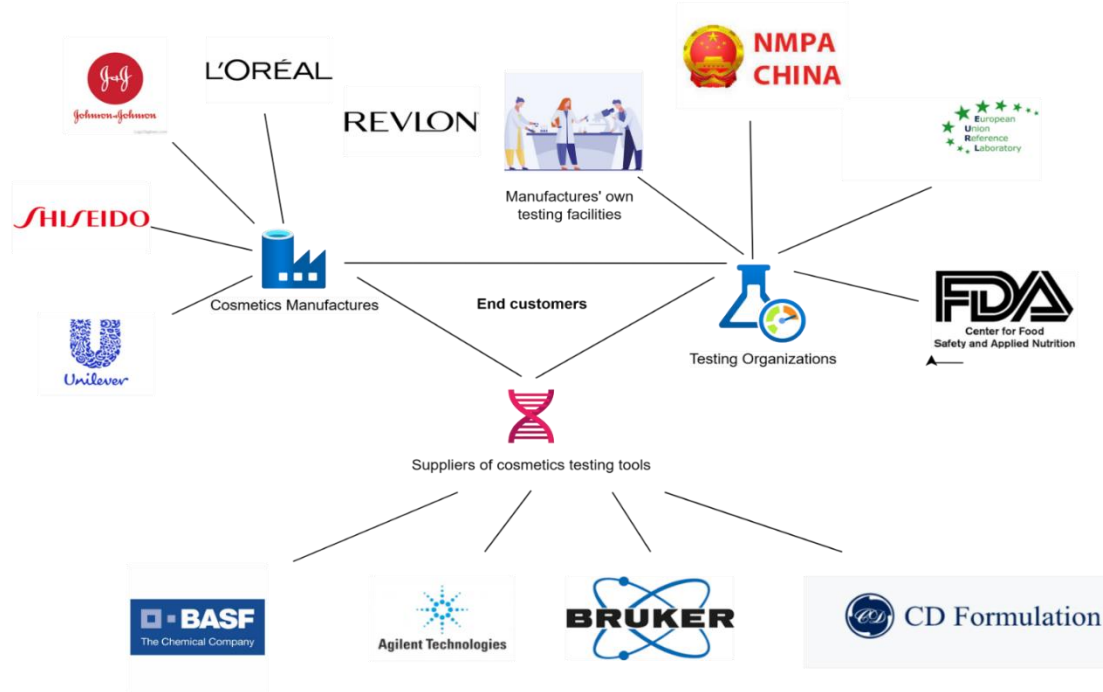 NMPA
CHINA
L'ORÉAL
J&J
Johnson & Johnson
REVLON
European
Union
Reference
Laboratory
Manufactures' own
testing facilities
SHISEIDO
Cosmetics Manufactures
End customers
FDA
Center for Food
Safety and Applied Nutrition
Testing Organizations
U
Unilever
Suppliers of cosmetics testing tools
BASF
The Chemical Company
Agilent Technologies
BRUKER
CD
CD Formulation